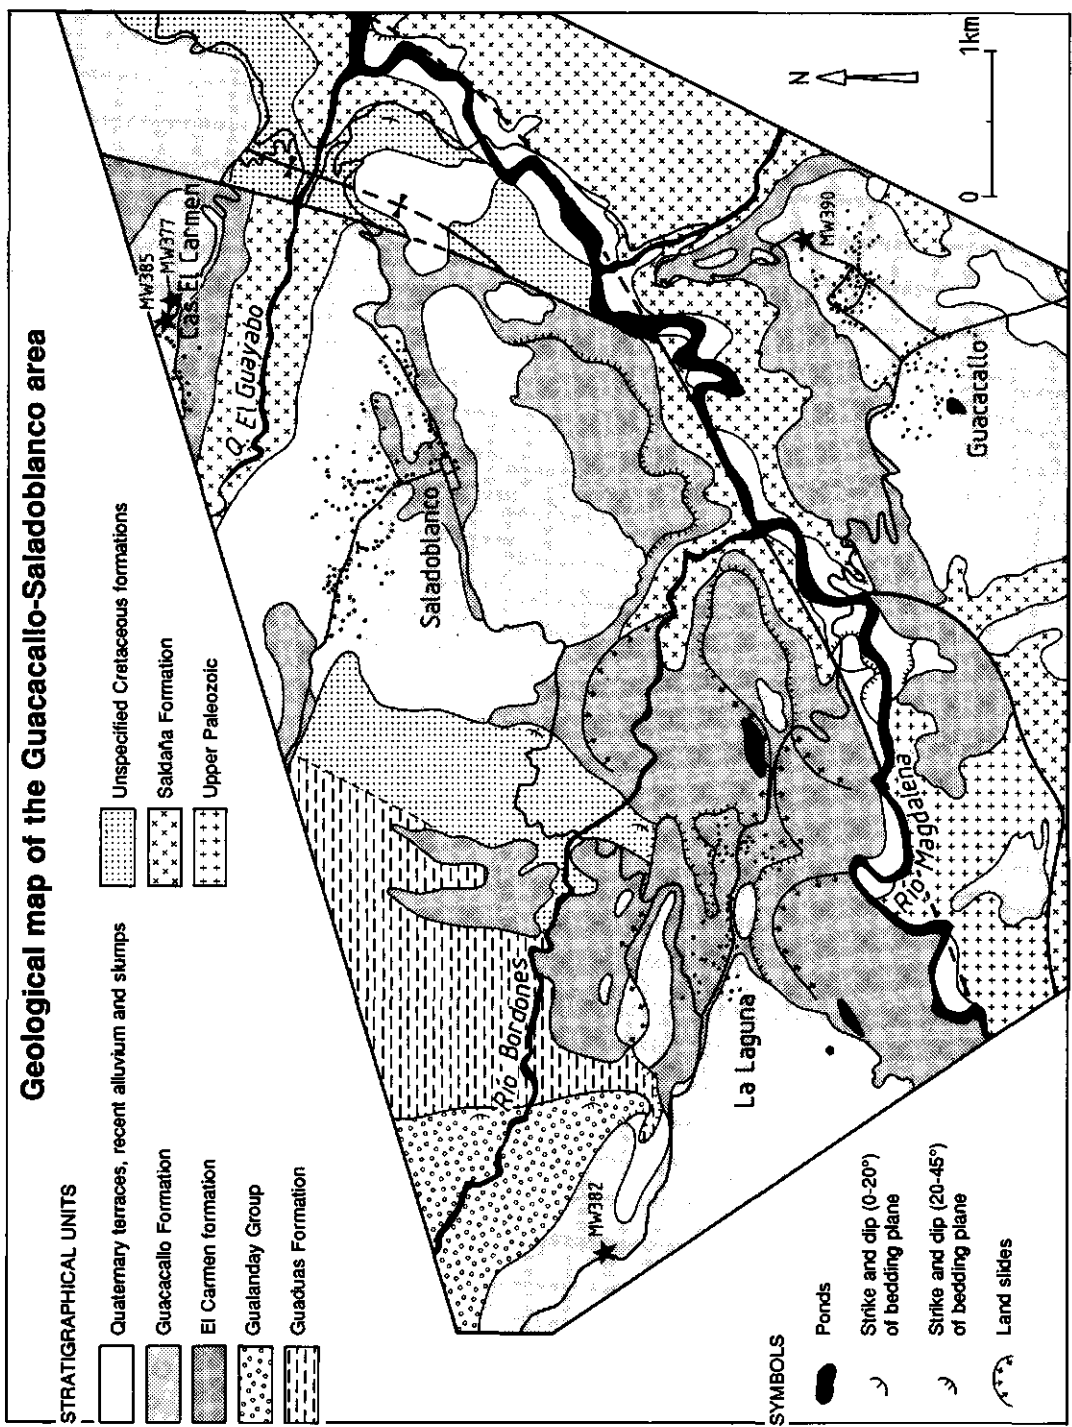 Geological map of the Guacacallo-Saladoblanco area
STRATIGRAPHICAL UNITS
Quaternary terraces, recent alluvium and slumps
Guacacallo Formation
El Carmen formation
Gualanday Group
Guaduas Formation
Unspecified Cretaceous formations
Saldaña Formation
Upper Paleozoic
MW385
MW377
Cas. El Carmen
Q. El Guayabo
Saladoblanco
Río Bordones
La Laguna
Río Magdalena
Guacacallo
MW390
MW382
N
0
1km
SYMBOLS
Ponds
Strike and dip (0-20°)
of bedding plane
Strike and dip (20-45°)
of bedding plane
Land slides